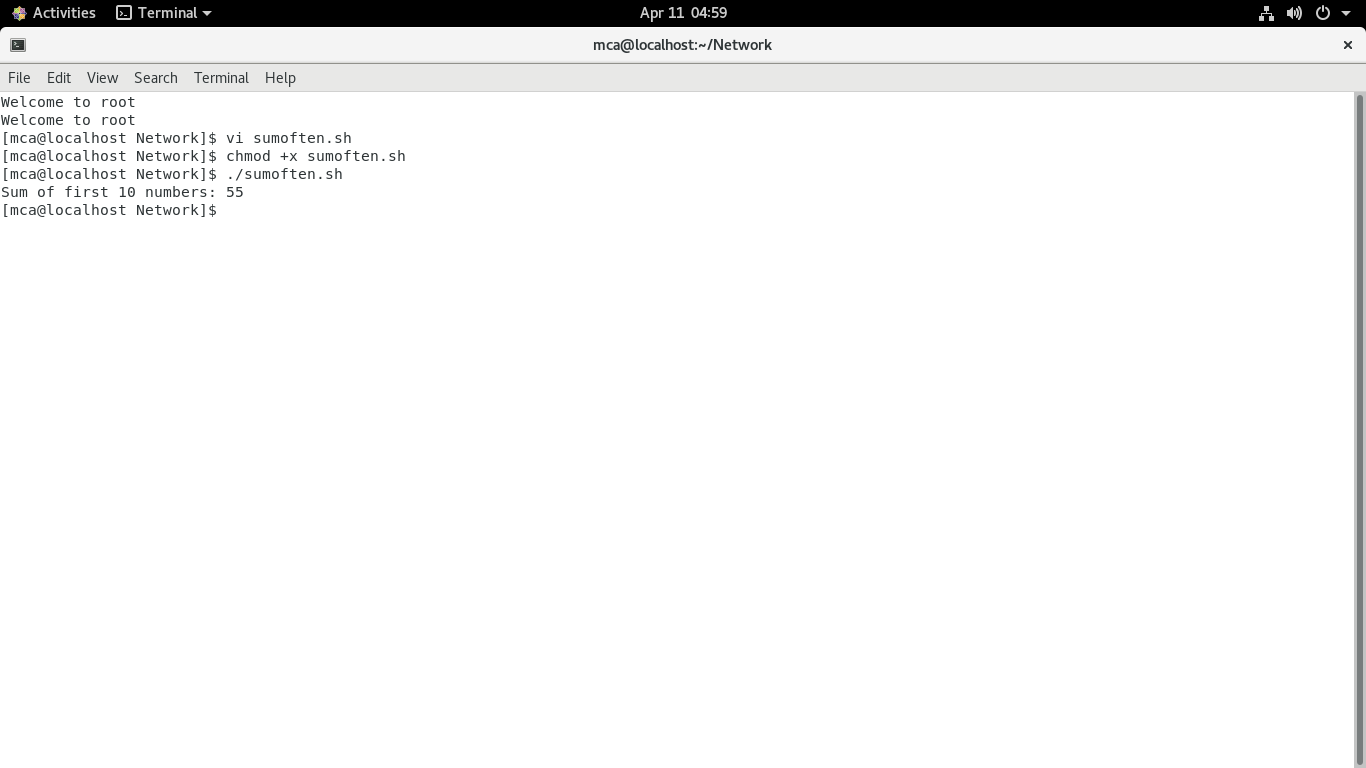 Activities Terminal Apr 11 04:59
mca@localhost:~/Network
File Edit View Search Terminal Help
Welcome to root
Welcome to root
[mca@localhost Network]$ vi sumoften.sh
[mca@localhost Network]$ chmod +x sumoften.sh
[mca@localhost Network]$ ./sumoften.sh
Sum of first 10 numbers: 55
[mca@localhost Network]$